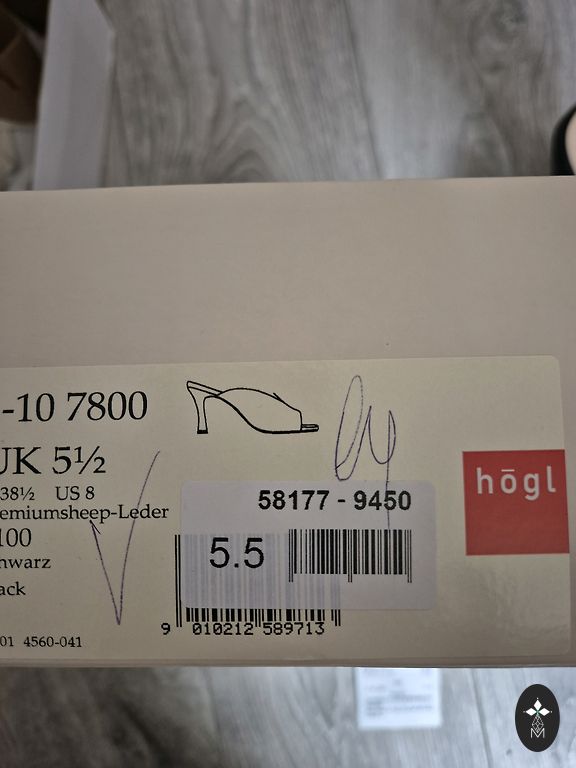 -10 7800
UK 5½
38½ US 8
emiumsheep-Leder
100
hwarz
ack
01 4560-041
58177 - 9450
5.5
9 010212 589713
högl
M